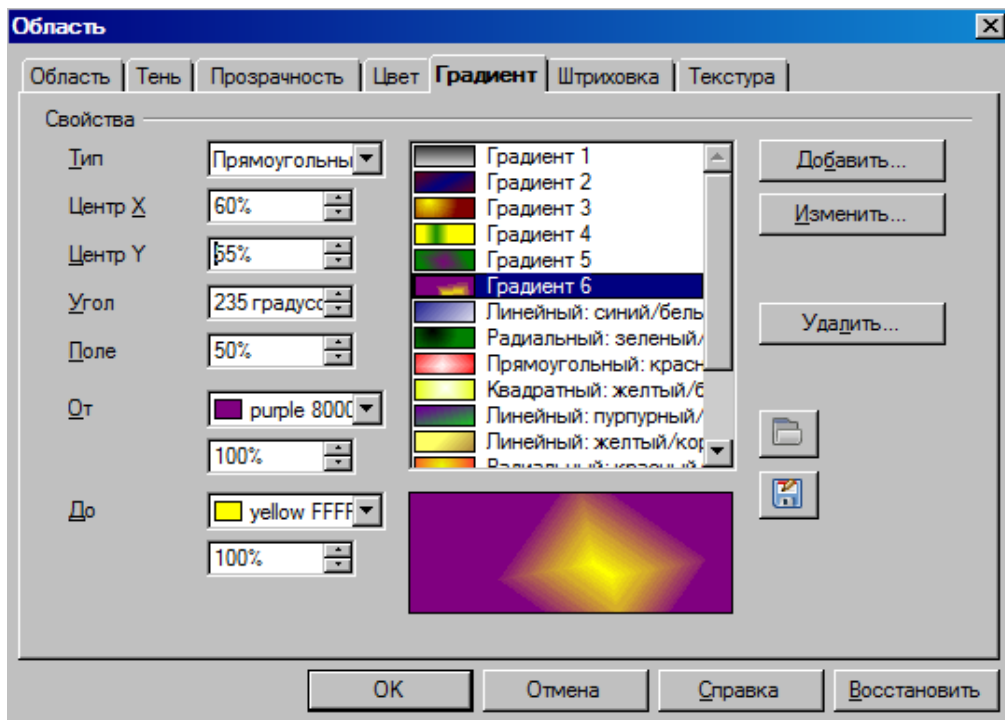 Область
Область Тень Прозрачность Цвет Градиент Штриховка Текстура
Свойства
Тип
Прямоугольны
Центр X
60%
Центр Y
55%
Угол
235 градусо
Поле
50%
От
purple 8000
100%
До
yellow FFFF
100%
Градиент 1
Градиент 2
Градиент 3
Градиент 4
Градиент 5
Градиент 6
Линейный: синий/бель
Радиальный: зеленый/
Прямоугольный: красн
Квадратный: желтый/б
Линейный: пурпурный/
Линейный: желтый/кор
Радиальный: красный
Добавить...
Изменить...
Удалить...
OK Отмена Справка Восстановить